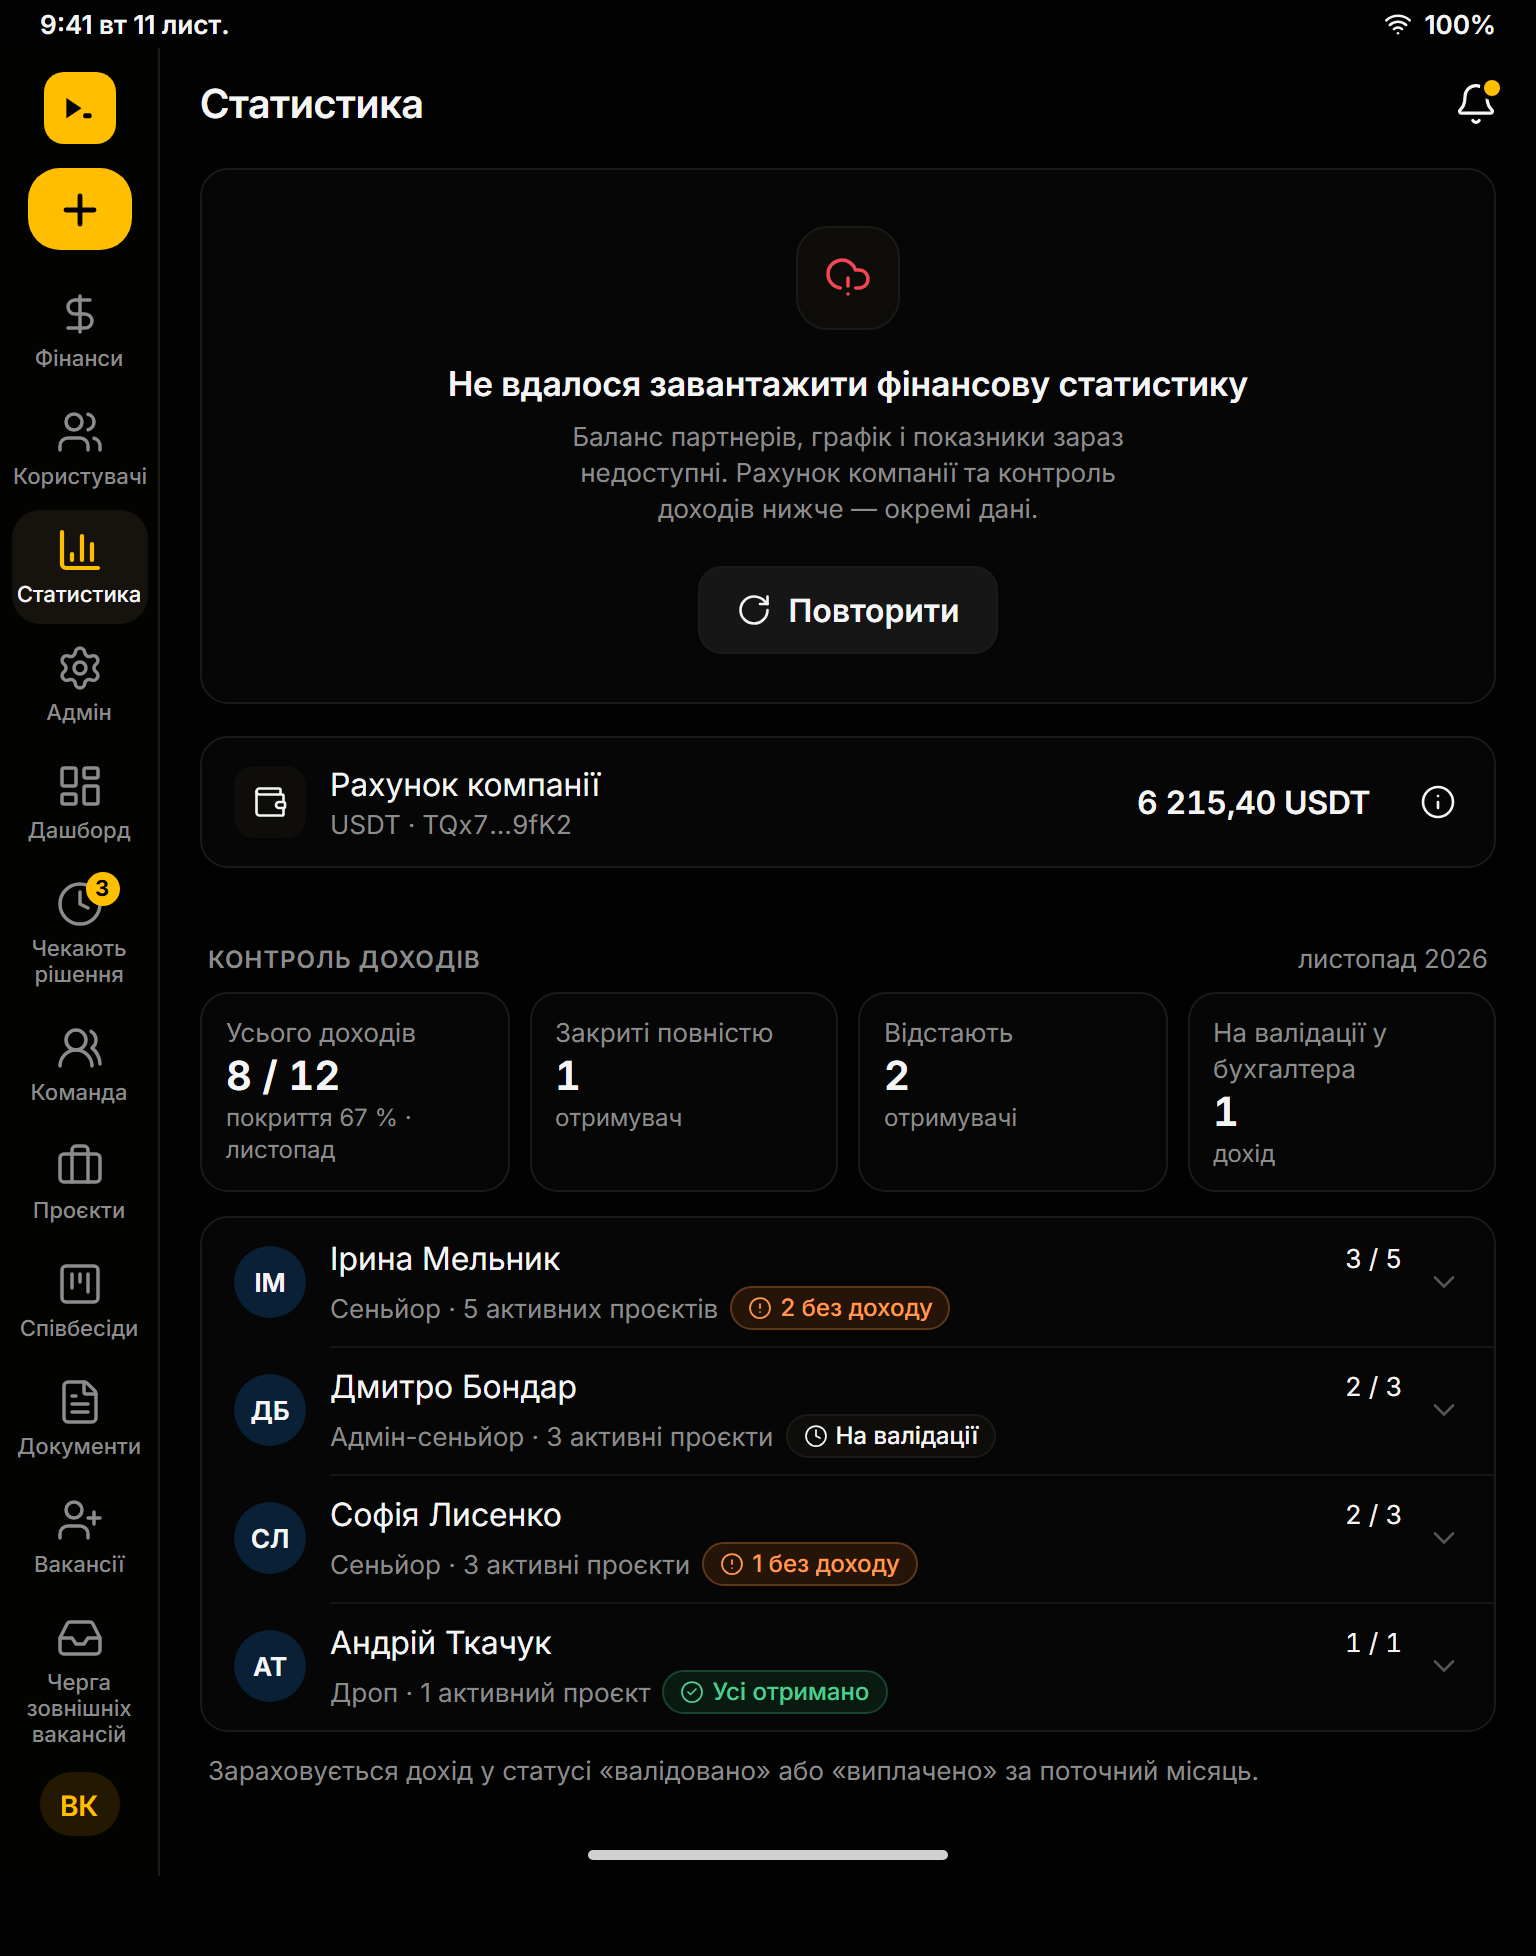 9:41 вт 11 лист.
100%
Статистика
Фінанси
Користувачі
Статистика
Адмін
Дашборд
3
Чекають
рішення
Команда
Проєкти
Співбесіди
Документи
Вакансії
Черга
зовнішніх
вакансій
ВК
Не вдалося завантажити фінансову статистику
Баланс партнерів, графік і показники зараз
недоступні. Рахунок компанії та контроль
доходів нижче — окремі дані.
Повторити
Рахунок компанії
USDT · TQx7...9fK2
6 215,40 USDT
КОНТРОЛЬ ДОХОДІВ
листопад 2026
Усього доходів
8 / 12
покриття 67 % ·
листопад
Закриті повністю
1
отримувач
Відстають
2
отримувачі
На валідації у
бухгалтера
1
дохід
ІМ
Ірина Мельник
3 / 5
Сеньйор · 5 активних проєктів
2 без доходу
ДБ
Дмитро Бондар
2 / 3
Адмін-сеньйор · 3 активні проєкти
На валідації
СЛ
Софія Лисенко
2 / 3
Сеньйор · 3 активні проєкти
1 без доходу
АТ
Андрій Ткачук
1 / 1
Дроп · 1 активний проєкт
Усі отримано
Зараховується дохід у статусі «валідовано» або «виплачено» за поточний місяць.